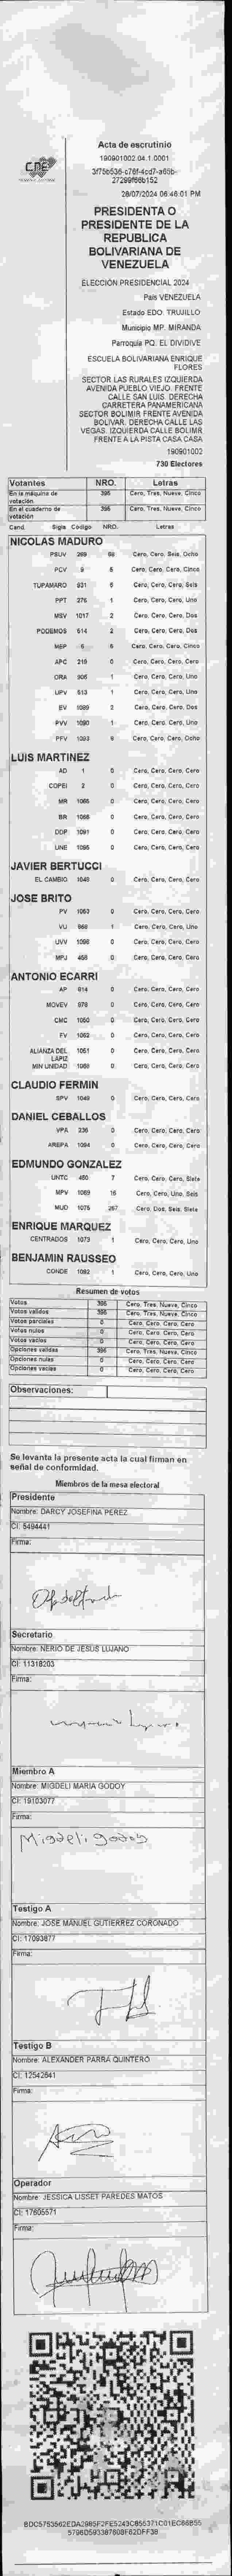 Acta de escrutinio
190901002.04.1.0001
28/07/2024 06:46:01 PM
CNE
PRESIDENTA O
PRESIDENTE DE LA
REPUBLICA
BOLIVARIANA DE
VENEZUELA
ELECCIÓN PRESIDENCIAL 2024
País VENEZUELA
Estado EDO. TRUJILLO
Municipio MP. MIRANDA
Parroquia PQ. EL DIVIDIVE
ESCUELA BOLIVARIANA ENRIQUE
FLORES
SECTOR LAS RURALES IZQUIERDA
AVENIDA PUEBLO VIEJO. FRENTE
CALLE SAN LUIS. DERECHA
CARRETERA PANAMERICANA
SECTOR BOLIMIR FRENTE AVENIDA
BOLIVAR. DERECHA CALLE LAS
VEGAS. IZQUIERDA CALLE BOLIMIR
FRENTE A LA PISTA CASA CASA
190901002
730 Electores
Votantes NRO. Letras
En la máquina de votación 395 Cero, Tres, Nueve, Cinco
En el cuaderno de votación 395 Cero, Tres, Nueve, Cinco
Cand. Sigla Código NRO. Letras
NICOLAS MADURO
PSUV 269 68 Cero, Cero, Seis, Ocho
PCV 9 5 Cero, Cero, Cero, Cinco
TUPAMARO 931 6 Cero, Cero, Cero, Seis
PPT 276 1 Cero, Cero, Cero, Uno
MSV 1017 2 Cero, Cero, Cero, Dos
PODEMOS 614 2 Cero, Cero, Cero, Dos
MEP 6 5 Cero, Cero, Cero, Cinco
APC 219 0 Cero, Cero, Cero, Cero
ORA 906 1 Cero, Cero, Cero, Uno
UPV 513 1 Cero, Cero, Cero, Uno
EV 1099 2 Cero, Cero, Cero, Dos
PVV 1090 1 Cero, Cero, Cero, Uno
PFV 1093 8 Cero, Cero, Cero, Ocho
LUIS MARTINEZ
AD 1 0 Cero, Cero, Cero, Cero
COPEI 2 0 Cero, Cero, Cero, Cero
MR 1065 0 Cero, Cero, Cero, Cero
BR 1066 0 Cero, Cero, Cero, Cero
DDP 1091 0 Cero, Cero, Cero, Cero
UNE 1095 0 Cero, Cero, Cero, Cero
JAVIER BERTUCCI
EL CAMBIO 1048 0 Cero, Cero, Cero, Cero
JOSE BRITO
PV 1053 0 Cero, Cero, Cero, Cero
VU 968 1 Cero, Cero, Cero, Uno
UVV 1096 0 Cero, Cero, Cero, Cero
MPJ 458 0 Cero, Cero, Cero, Cero
ANTONIO ECARRI
AP 914 0 Cero, Cero, Cero, Cero
MOVEV 978 0 Cero, Cero, Cero, Cero
CMC 1050 0 Cero, Cero, Cero, Cero
FV 1062 0 Cero, Cero, Cero, Cero
ALIANZA DEL LAPIZ 1051 0 Cero, Cero, Cero, Cero
MIN UNIDAD 1068 0 Cero, Cero, Cero, Cero
CLAUDIO FERMIN
SPV 1049 0 Cero, Cero, Cero, Cero
DANIEL CEBALLOS
VPA 336 0 Cero, Cero, Cero, Cero
AREPA 1094 0 Cero, Cero, Cero, Cero
EDMUNDO GONZALEZ
UNTC 450 7 Cero, Cero, Cero, Siete
MPV 1069 16 Cero, Cero, Uno, Seis
MUD 1075 267 Cero, Dos, Seis, Siete
ENRIQUE MARQUEZ
CENTRADOS 1073 1 Cero, Cero, Cero, Uno
BENJAMIN RAUSSEO
CONDE 1092 1 Cero, Cero, Cero, Uno
Resumen de votos
Votos 395 Cero, Tres, Nueve, Cinco
Votos validos 395 Cero, Tres, Nueve, Cinco
Votos parciales 0 Cero, Cero, Cero, Cero
Votos nulos 0 Cero, Cero, Cero, Cero
Votos vacíos 0 Cero, Cero, Cero, Cero
Opciones validas 395 Cero, Tres, Nueve, Cinco
Opciones nulas 0 Cero, Cero, Cero, Cero
Opciones vacías 0 Cero, Cero, Cero, Cero
Observaciones:
Se levanta la presente acta la cual firman en
señal de conformidad.
Miembros de la mesa electoral
Presidente
Nombre: DARCY JOSEFINA PEREZ
CI: 5494441
Firma:
Secretario
Nombre: NERIO DE JESUS LUJANO
CI: 11318203
Firma:
Miembro A
Nombre: MIGDELI MARIA GODOY
CI: 19103077
Firma:
Migdeli godoy
Testigo A
Nombre: JOSE MANUEL GUTIERREZ CORONADO
CI: 17093877
Firma:
Testigo B
Nombre: ALEXANDER PARRA QUINTERO
CI: 12542641
Firma:
Operador
Nombre: JESSICA LISSET PAREDES MATOS
CI: 17605571
Firma: